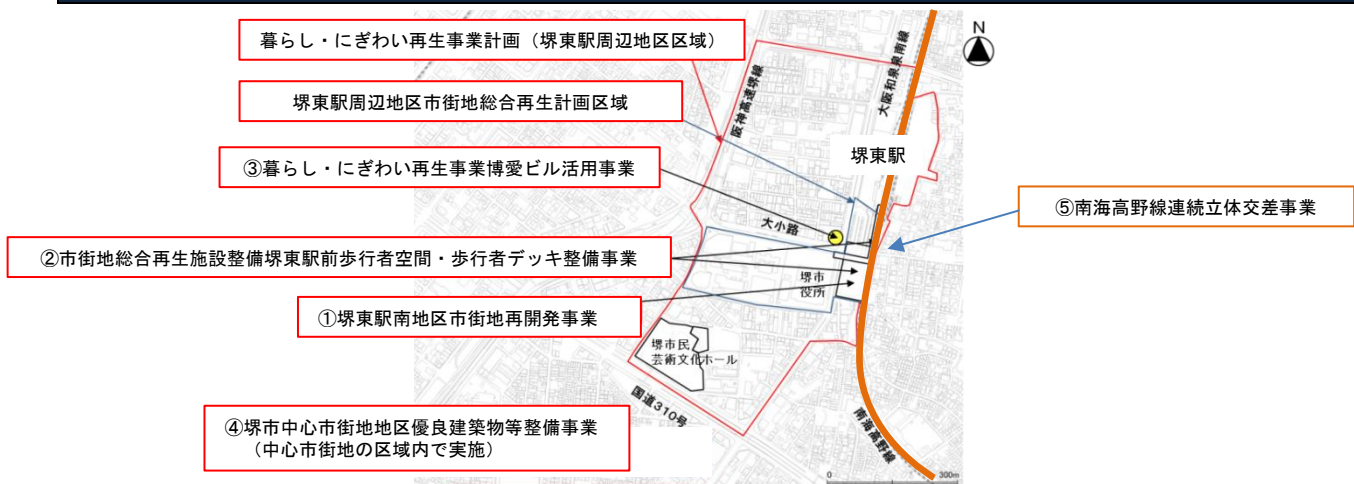 暮らし・にぎわい再生事業計画（堺東駅周辺地区区域）
堺東駅周辺地区市街地総合再生計画区域
③暮らし・にぎわい再生事業博愛ビル活用事業
②市街地総合再生施設整備堺東駅前歩行者空間・歩行者デッキ整備事業
①堺東駅南地区市街地再開発事業
④堺市中心市街地地区優良建築物等整備事業
（中心市街地の区域内で実施）
⑤南海高野線連続立体交差事業
N
阪神高速堺線
大阪和泉泉南線
堺東駅
大小路
堺市
役所
堺市民
芸術文化ホール
国道310号
南海高野線
0
300m